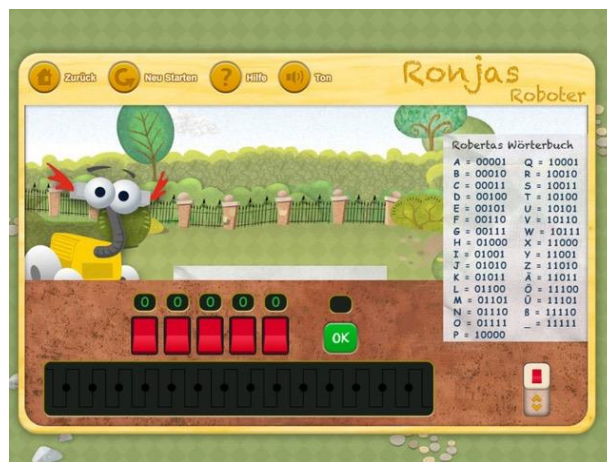 Zurück
Neu Starten
Hilfe
Ton
Ronjas
Roboter
Robertas Wörterbuch
A = 00001 Q = 10001
B = 00010 R = 10010
C = 00011 S = 10011
D = 00100 T = 10100
E = 00101 U = 10101
F = 00110 V = 10110
G = 00111 W = 10111
H = 01000 X = 11000
I = 01001 Y = 11001
J = 01010 Z = 11010
K = 01011 Ä = 11011
L = 01100 Ö = 11100
M = 01101 Ü = 11101
N = 01110 ß = 11110
O = 01111 _ = 11111
P = 10000
0 0 0 0 0
OK